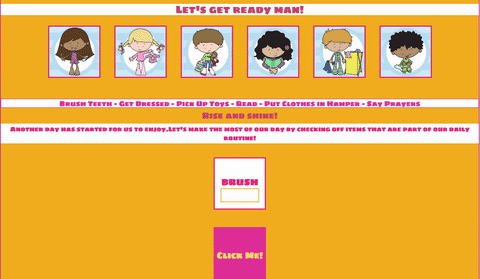 Let's get ready man!
Brush Teeth - Get Dressed - Pick Up Toys - Read - Put Clothes in Hamper - Say Prayers
Rise and shine!
Another day has started for us to enjoy.Let's make the most of our day by checking off items that are part of our daily
routine!
Brush
Click Me!